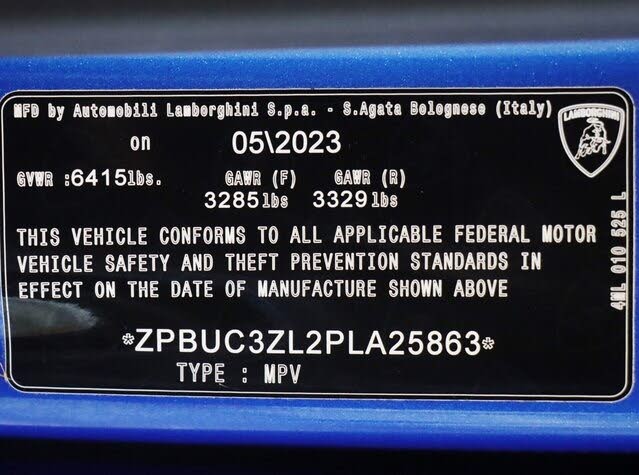 MFD by Automobili Lamborghini S.p.a. - S.Agata Bolognese (Italy)
LAMBORGHINI
on 05\2023
GVWR :6415lbs. GAWR (F) GAWR (R)
3285lbs 3329lbs
THIS VEHICLE CONFORMS TO ALL APPLICABLE FEDERAL MOTOR
VEHICLE SAFETY AND THEFT PREVENTION STANDARDS IN
EFFECT ON THE DATE OF MANUFACTURE SHOWN ABOVE
*ZPBUC3ZL2PLA25863*
TYPE : MPV
4ML 010 525 L